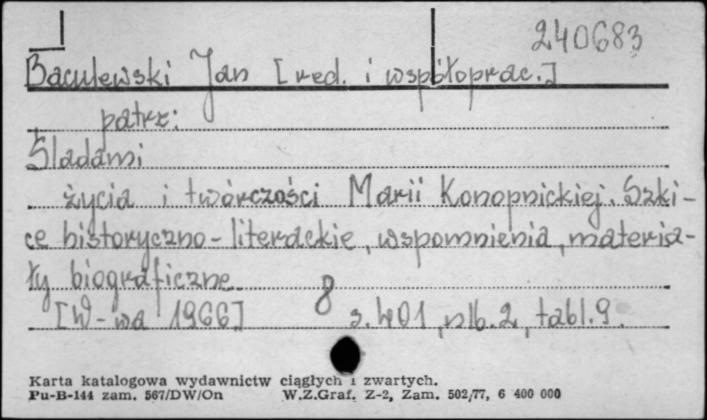 240683
Baculewski Jan [red. i współoprac.]
patrz:
Śladami
życia i twórczości Marii Konopnickiej. Szki-
ce historyczno-literackie, wspomnienia, materia-
ły biograficzne
[W-wa 1966] 8 s. 401, nlb. 2, tabl. 9.
Karta katalogowa wydawnictw ciągłych i zwartych.
Pu-B-144 zam. 567/DW/On W.Z.Graf. Z-2, Zam. 502/77, 6 400 000